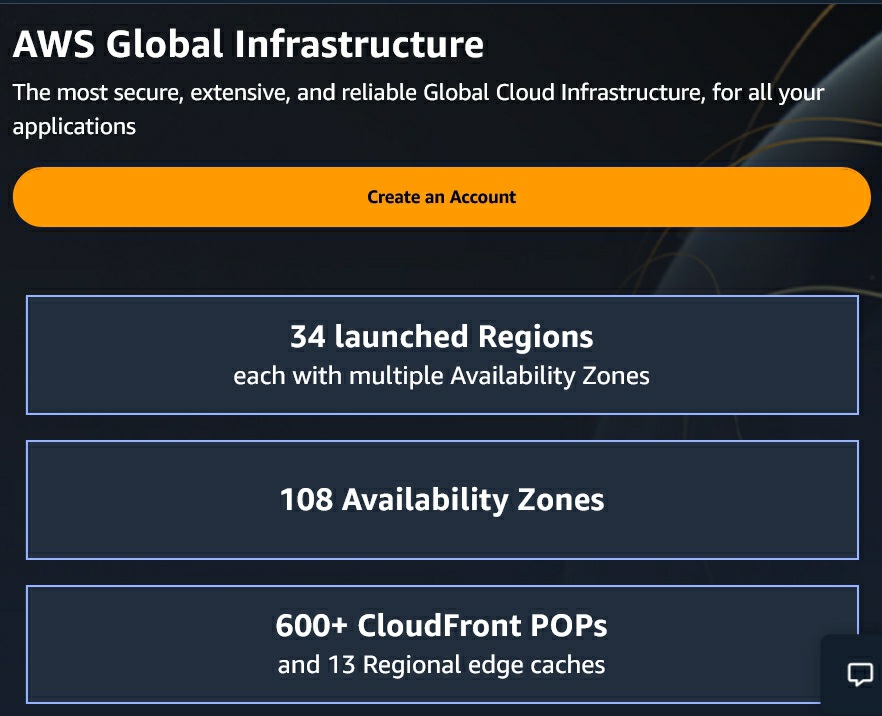 AWS Global Infrastructure
The most secure, extensive, and reliable Global Cloud Infrastructure, for all your
applications
Create an Account
34 launched Regions
each with multiple Availability Zones
108 Availability Zones
600+ CloudFront POPs
and 13 Regional edge caches